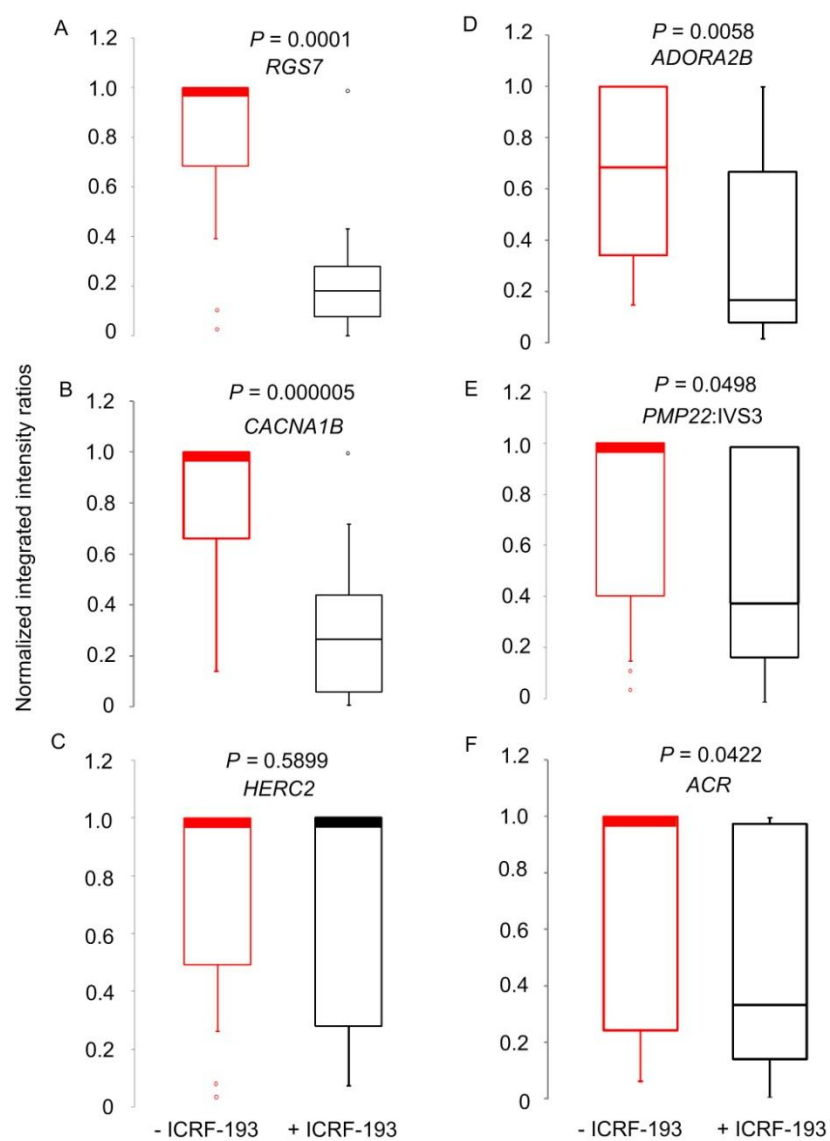 Normalized integrated intensity ratios
A
P = 0.0001
RGS7
1.2
1.0
0.8
0.6
0.4
0.2
0
B
P = 0.000005
CACNA1B
1.2
1.0
0.8
0.6
0.4
0.2
0
C
P = 0.5899
HERC2
1.2
1.0
0.8
0.6
0.4
0.2
0
- ICRF-193 + ICRF-193
D
P = 0.0058
ADORA2B
1.2
1.0
0.8
0.6
0.4
0.2
0
E
P = 0.0498
PMP22:IVS3
1.2
1.0
0.8
0.6
0.4
0.2
0
F
P = 0.0422
ACR
1.2
1.0
0.8
0.6
0.4
0.2
0
- ICRF-193 + ICRF-193